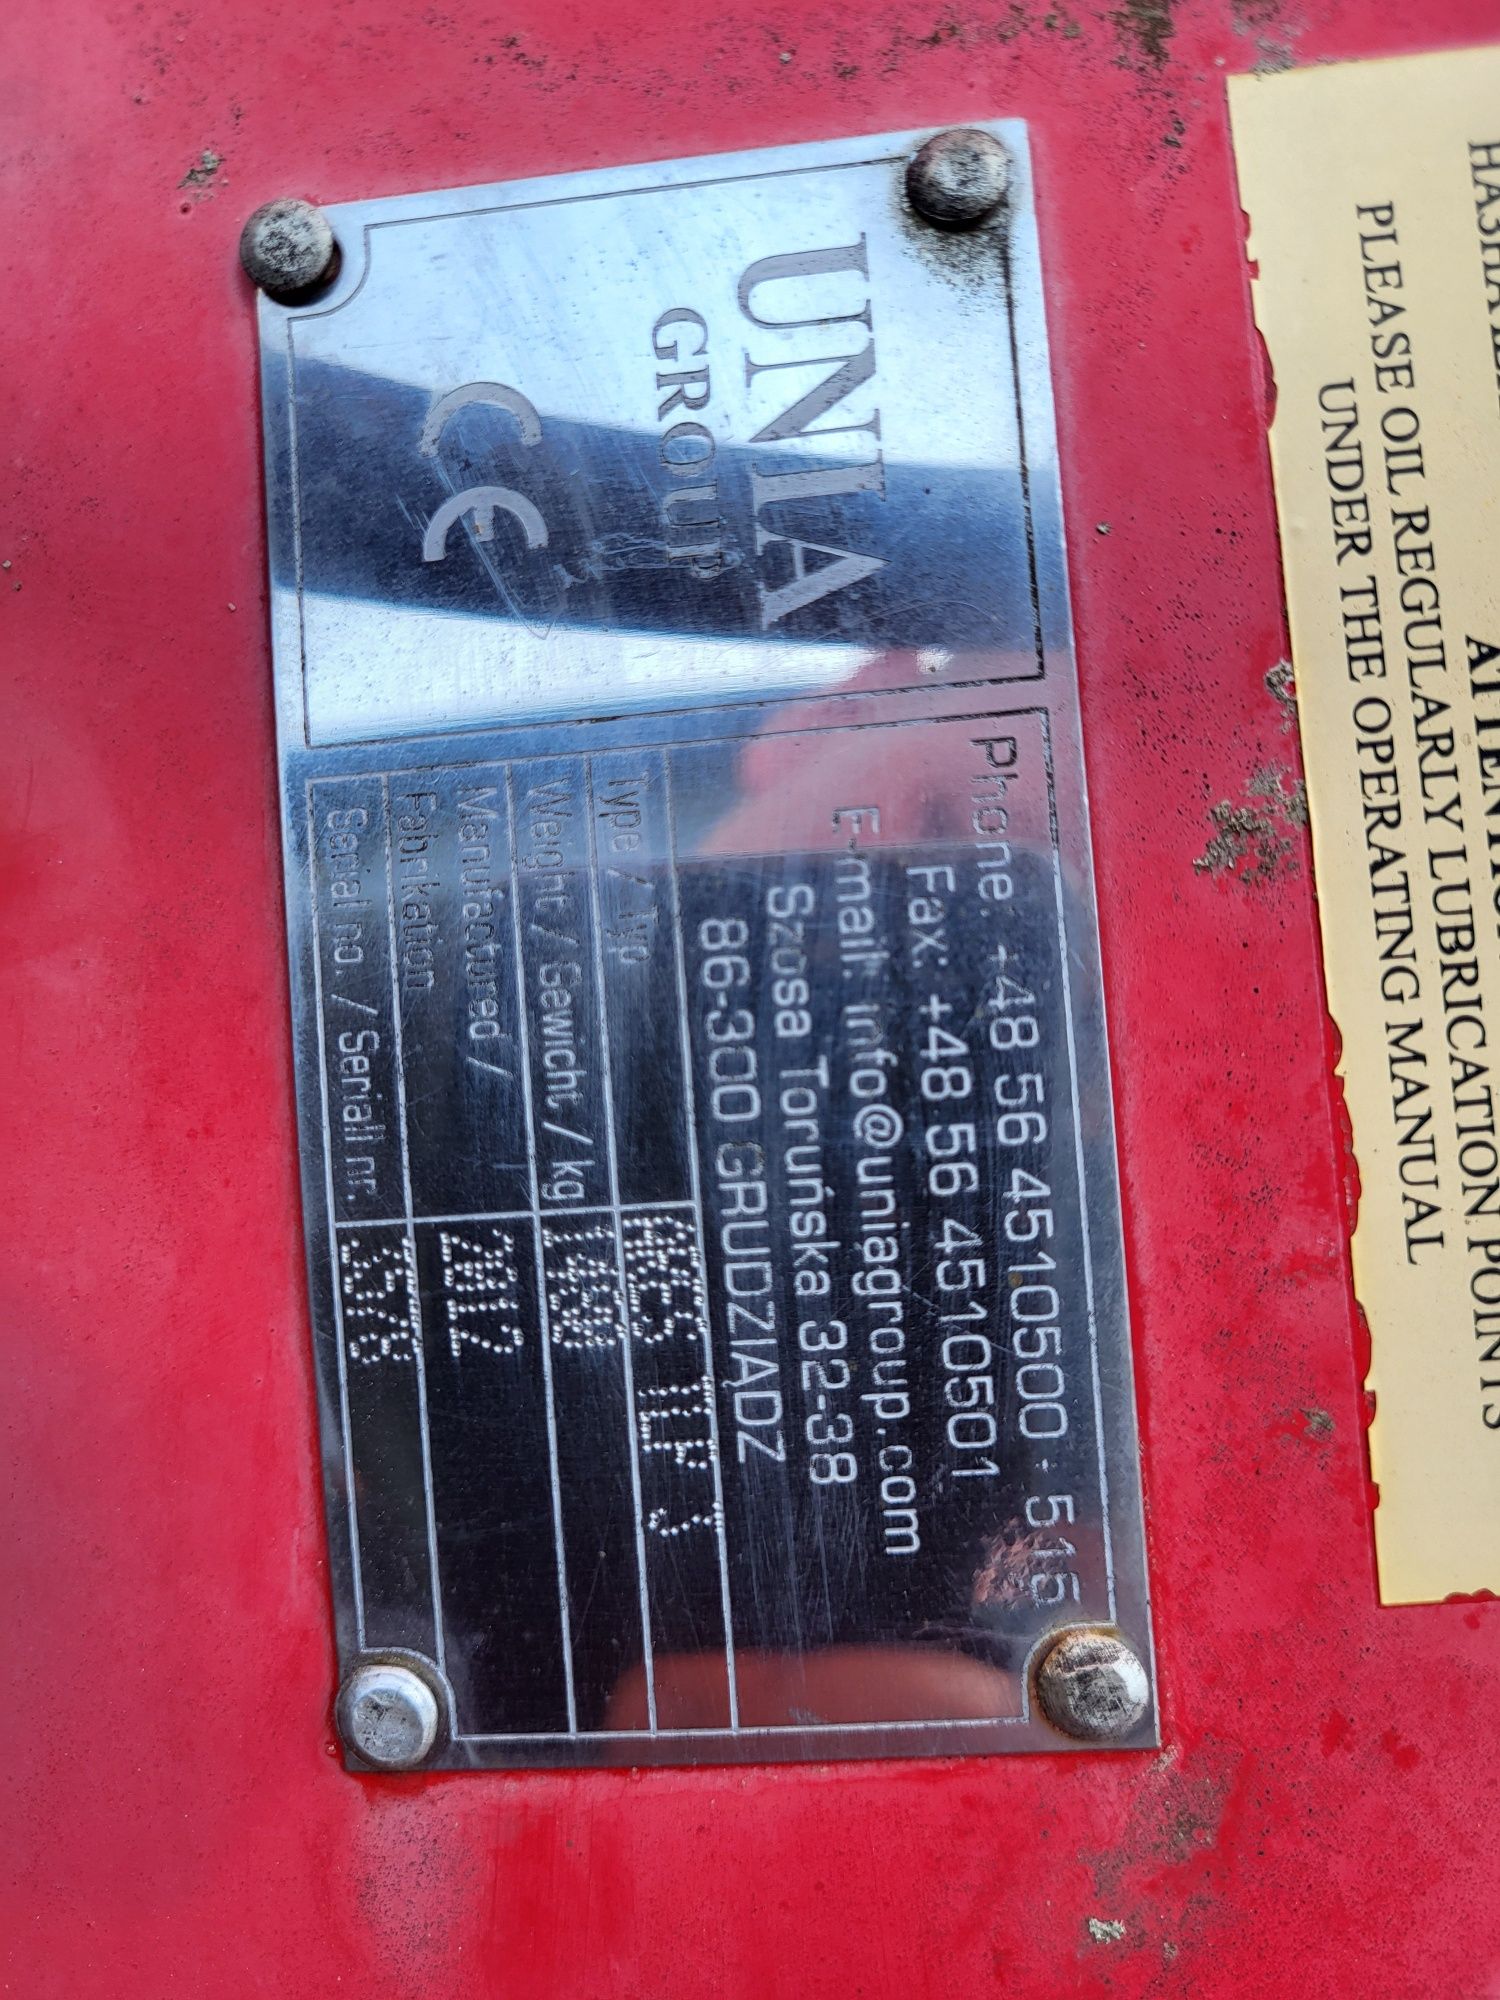 UNIA
GROUP
CE
Phone: +48 56 4510500 ÷ 515
Fax: +48 56 4510501
E-mail: info@uniagroup.com
Szosa Toruńska 32-38
86-300 GRUDZIĄDZ
Type / Typ
Weight / Gewicht / kg
Manufactured /
Fabrikation
2012
Serial no. / Seriall nr.
ATTENTION
PLEASE OIL REGULARLY LUBRICATION POINTS
UNDER THE OPERATING MANUAL